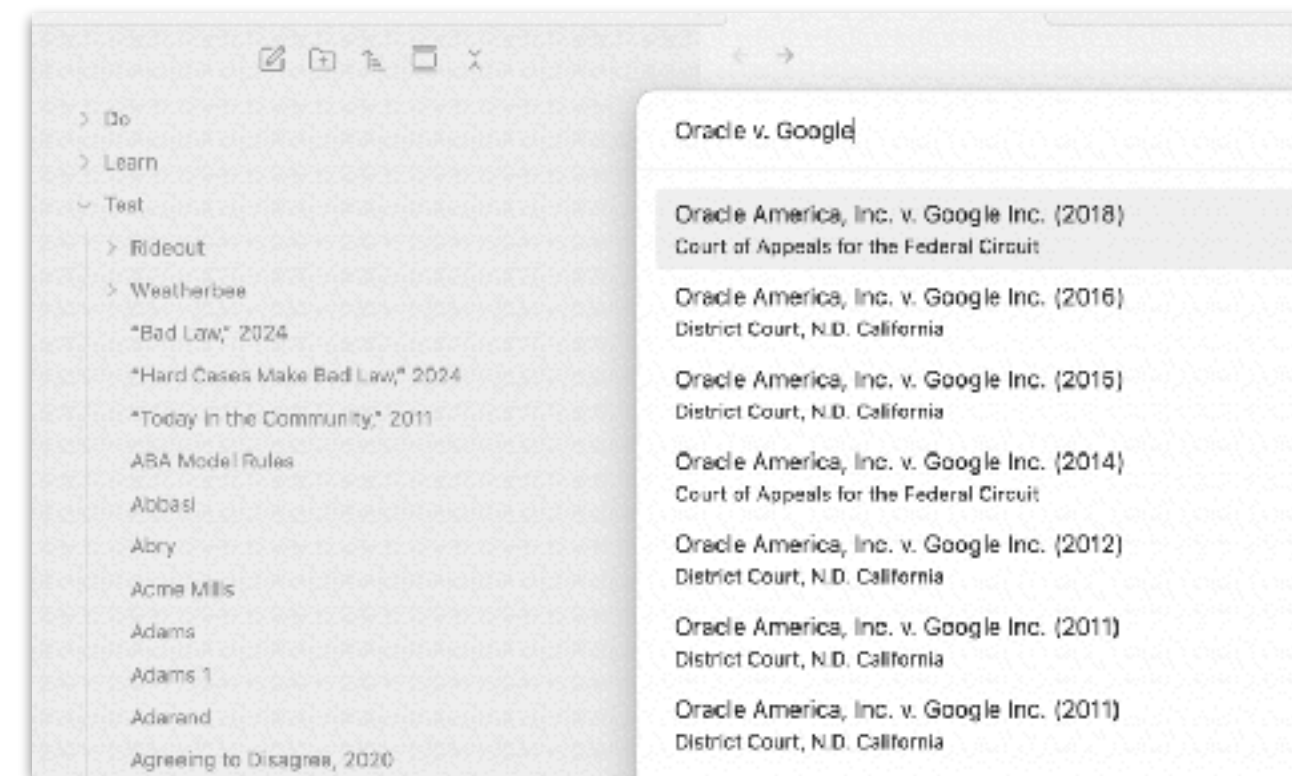 Do
Learn
Test
Rideout
Weatherbee
“Bad Law,” 2024
“Hard Cases Make Bad Law,” 2024
“Today in the Community,” 2011
ABA Model Rules
Abbasi
Abry
Acme Mills
Adams
Adams 1
Adarand
Agreeing to Disagree, 2020
Oracle v. Google
Oracle America, Inc. v. Google Inc. (2018)
Court of Appeals for the Federal Circuit
Oracle America, Inc. v. Google Inc. (2016)
District Court, N.D. California
Oracle America, Inc. v. Google Inc. (2015)
District Court, N.D. California
Oracle America, Inc. v. Google Inc. (2014)
Court of Appeals for the Federal Circuit
Oracle America, Inc. v. Google Inc. (2012)
District Court, N.D. California
Oracle America, Inc. v. Google Inc. (2011)
District Court, N.D. California
Oracle America, Inc. v. Google Inc. (2011)
District Court, N.D. California